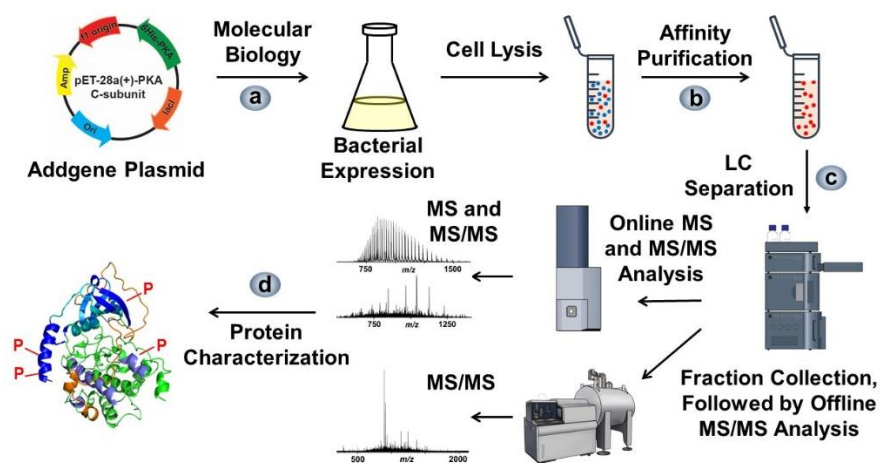 f1 origin
6His-PKA
Amp
pET-28a(+)-PKA
C-subunit
lacI
Ori
Addgene Plasmid
Molecular
Biology
a
Bacterial
Expression
Cell Lysis
Affinity
Purification
b
LC
Separation
c
MS and
MS/MS
750 m/z 1500
750 m/z 1250
Online MS
and MS/MS
Analysis
d
Protein
Characterization
P
P
P
P
MS/MS
500 m/z 2000
Fraction Collection,
Followed by Offline
MS/MS Analysis